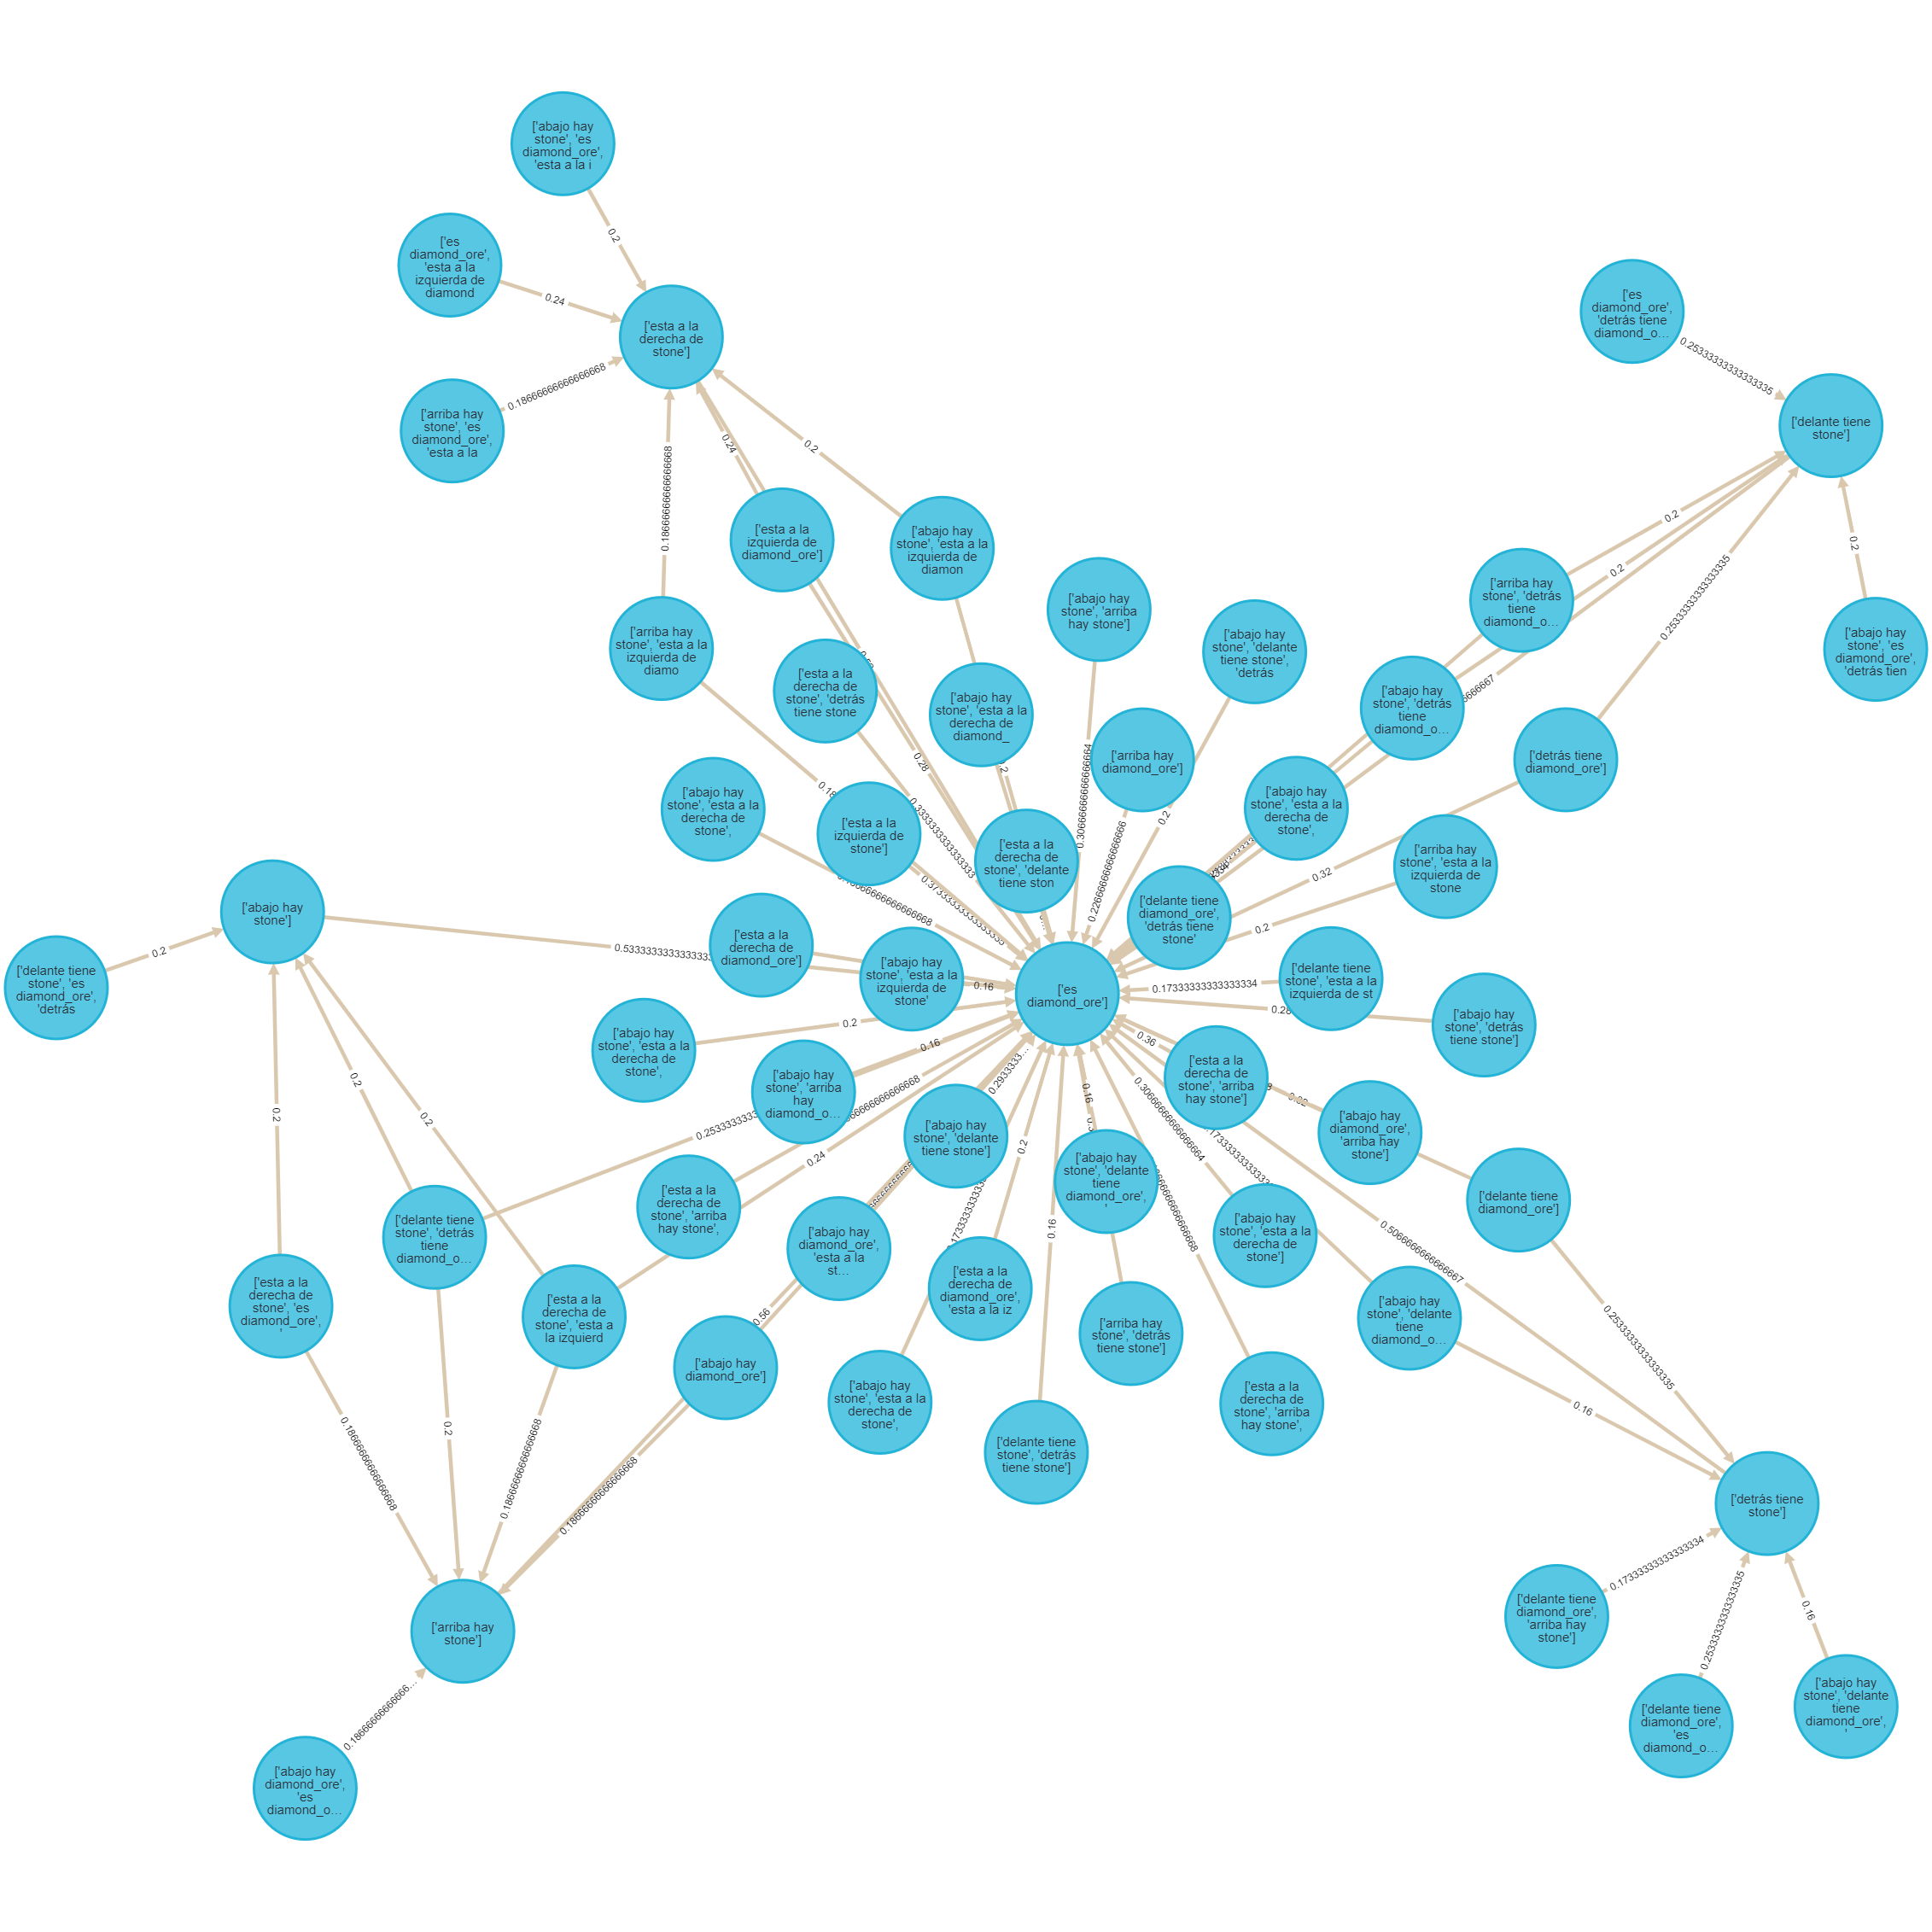 ['abajo hay
stone', 'es
diamond_ore',
'esta a la i
0.2
['es
diamond_ore',
'esta a la
izquierda de
diamond
0.24
['esta a la
derecha de
stone']
['arriba hay
stone', 'es
diamond_ore',
'esta a la
0.18666666666666668
['es
diamond_ore',
'detrás tiene
diamond_o…
0.25333333333333335
['delante tiene
stone']
0.18666666666666668
0.24
0.2
['esta a la
izquierda de
diamond_ore']
['abajo hay
stone', 'esta a la
izquierda de
diamon
['abajo hay
stone', 'arriba
hay stone']
['abajo hay
stone', 'delante
tiene stone',
'detrás
['arriba hay
stone', 'detrás
tiene
diamond_o…
0.2
0.2
0.25333333333333335
0.2
['abajo hay
stone', 'es
diamond_ore',
'detrás tien
['arriba hay
stone', 'esta a la
izquierda de
diamo
['esta a la
derecha de
stone', 'detrás
tiene stone
['abajo hay
stone', 'esta a la
derecha de
diamond_
['arriba hay
diamond_ore']
['abajo hay
stone', 'detrás
tiene
diamond_o…
['detrás tiene
diamond_ore']
['abajo hay
stone', 'esta a la
derecha de
stone',
['esta a la
izquierda de
stone']
0.28
0.3333333333333333
0.30666666666666664
0.22666666666666666
0.2
['abajo hay
stone', 'esta a la
derecha de
stone',
['arriba hay
stone', 'esta a la
izquierda de
stone
['esta a la
derecha de
stone', 'delante
tiene ston
['delante tiene
diamond_ore',
'detrás tiene
stone'
0.32
0.2
0.37333333333333335
['abajo hay
stone']
0.2
['delante tiene
stone', 'es
diamond_ore',
'detrás
0.5333333333333333
['esta a la
derecha de
diamond_ore']
['abajo hay
stone', 'esta a la
izquierda de
stone'
0.16
['es
diamond_ore']
0.17333333333333334
['delante tiene
stone', 'esta a la
izquierda de st
0.28
['abajo hay
stone', 'detrás
tiene stone']
['abajo hay
stone', 'esta a la
derecha de
stone',
0.2
['abajo hay
stone', 'arriba
hay
diamond_o…
0.16
0.2933333…
0.36
['esta a la
derecha de
stone', 'arriba
hay stone']
['abajo hay
diamond_ore',
'arriba hay
stone']
0.2
0.2
0.2
0.24
['abajo hay
stone', 'delante
tiene stone']
0.2
0.16
0.16
['abajo hay
stone', 'delante
tiene
diamond_ore',
'
0.30666666666666664
['delante tiene
diamond_ore']
['delante tiene
stone', 'detrás
tiene
diamond_o…
['esta a la
derecha de
stone', 'arriba
hay stone',
['abajo hay
diamond_ore',
'esta a la
st…
['esta a la
derecha de
diamond_ore',
'esta a la iz
['abajo hay
stone', 'esta a la
derecha de
stone']
0.5066666666666667
0.25333333333333335
['esta a la
derecha de
stone', 'es
diamond_ore',
'
['esta a la
derecha de
stone', 'esta a
la izquierd
0.56
['arriba hay
stone', 'detrás
tiene stone']
['abajo hay
stone', 'delante
tiene
diamond_o…
['abajo hay
diamond_ore']
['abajo hay
stone', 'esta a la
derecha de
stone',
['esta a la
derecha de
stone', 'arriba
hay stone',
0.16
0.18666666666666668
0.2
0.18666666666666668
0.18666666666666668
['delante tiene
stone', 'detrás
tiene stone']
['detrás tiene
stone']
['arriba hay
stone']
0.17333333333333334
0.25333333333333335
0.16
['delante tiene
diamond_ore',
'arriba hay
stone']
0.18666666666666…
['abajo hay
diamond_ore',
'es
diamond_o…
['delante tiene
diamond_ore',
'es
diamond_o…
['abajo hay
stone', 'delante
tiene
diamond_ore',
'